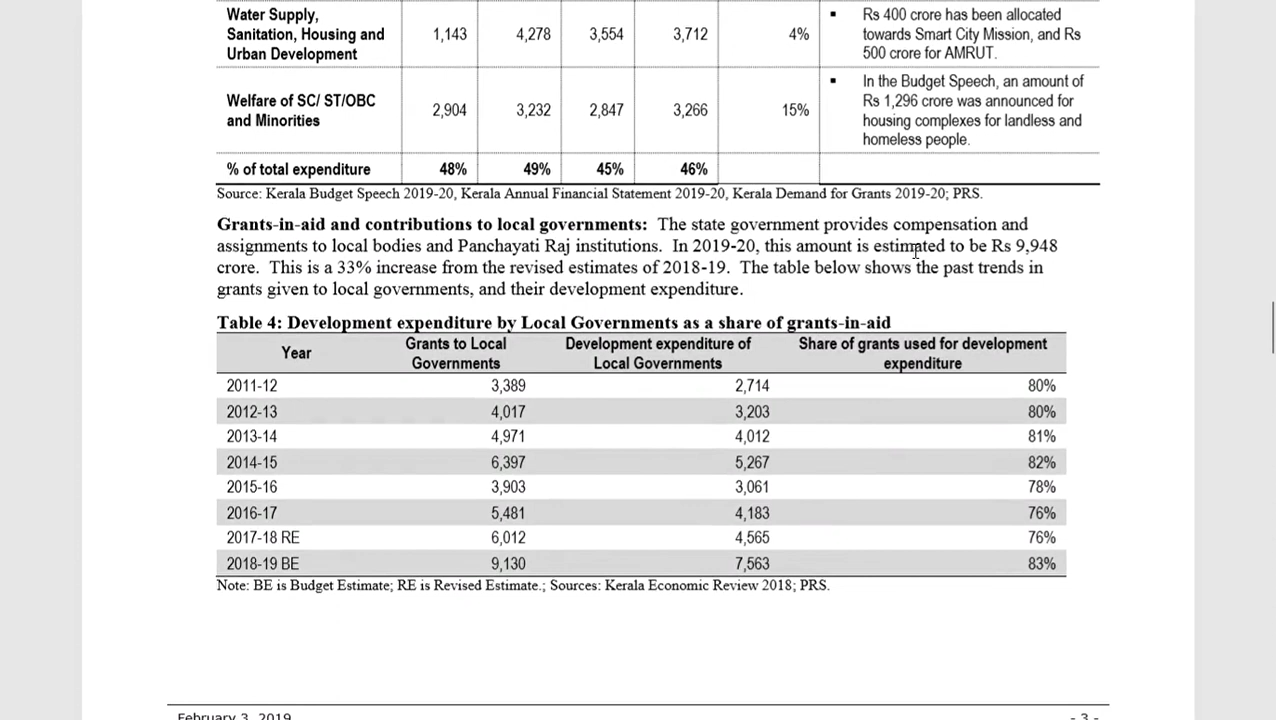 Water Supply,
Sanitation, Housing and
Urban Development
1,143 4,278 3,554 3,712 4%
▪ Rs 400 crore has been allocated
towards Smart City Mission, and Rs
500 crore for AMRUT.
Welfare of SC/ ST/OBC
and Minorities
2,904 3,232 2,847 3,266 15%
▪ In the Budget Speech, an amount of
Rs 1,296 crore was announced for
housing complexes for landless and
homeless people.
% of total expenditure 48% 49% 45% 46%
Source: Kerala Budget Speech 2019-20, Kerala Annual Financial Statement 2019-20, Kerala Demand for Grants 2019-20; PRS.
Grants-in-aid and contributions to local governments: The state government provides compensation and
assignments to local bodies and Panchayati Raj institutions. In 2019-20, this amount is estimated to be Rs 9,948
crore. This is a 33% increase from the revised estimates of 2018-19. The table below shows the past trends in
grants given to local governments, and their development expenditure.
Table 4: Development expenditure by Local Governments as a share of grants-in-aid
Year
Grants to Local
Governments
Development expenditure of
Local Governments
Share of grants used for development
expenditure
2011-12 3,389 2,714 80%
2012-13 4,017 3,203 80%
2013-14 4,971 4,012 81%
2014-15 6,397 5,267 82%
2015-16 3,903 3,061 78%
2016-17 5,481 4,183 76%
2017-18 RE 6,012 4,565 76%
2018-19 BE 9,130 7,563 83%
Note: BE is Budget Estimate; RE is Revised Estimate.; Sources: Kerala Economic Review 2018; PRS.
February 3, 2019 - 3 -